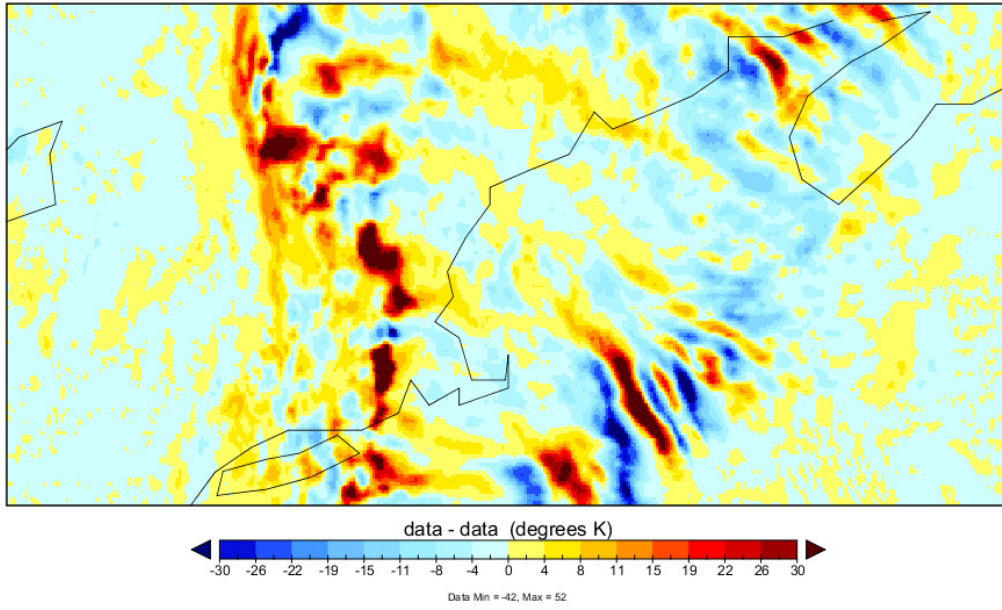 data - data (degrees K)
-30 -26 -22 -19 -15 -11 -8 -4 0 4 8 11 15 19 22 26 30
Data Min = -42, Max = 52